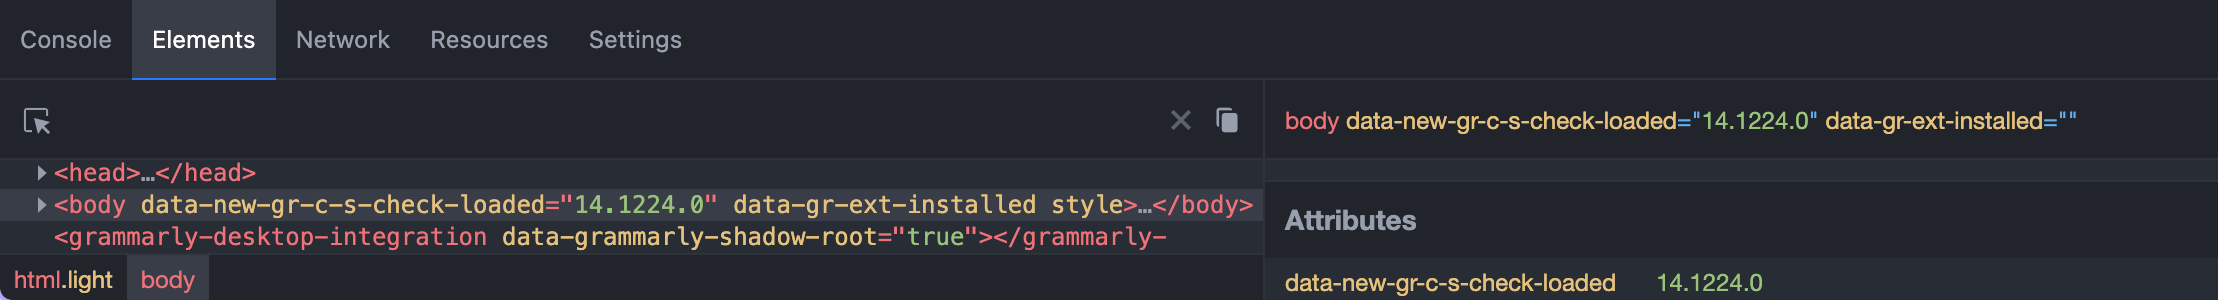 Console Elements Network Resources Settings
<head>…</head>
<body data-new-gr-c-s-check-loaded="14.1224.0" data-gr-ext-installed style>…</body>
<grammarly-desktop-integration data-grammarly-shadow-root="true"></grammarly-
html.light body
body data-new-gr-c-s-check-loaded="14.1224.0" data-gr-ext-installed=""
Attributes
data-new-gr-c-s-check-loaded 14.1224.0